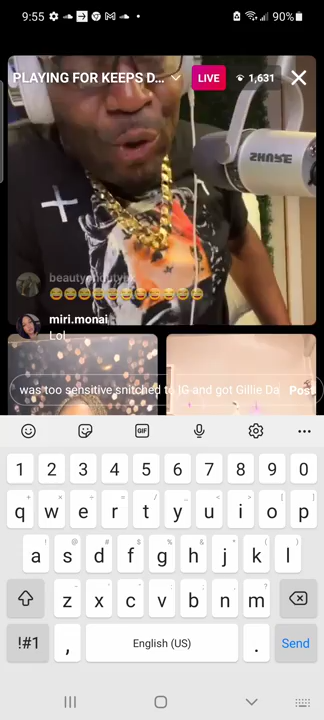 9:55
90%
PLAYING FOR KEEPS D...
LIVE
1,631
SHURE
miri.monai
Lol
was too sensitive snitched to IG and got Gillie Da
Pos
GIF
1 2 3 4 5 6 7 8 9 0
q w e r t y u i o p
a s d f g h j k l
z x c v b n m
!#1 , English (US) . Send